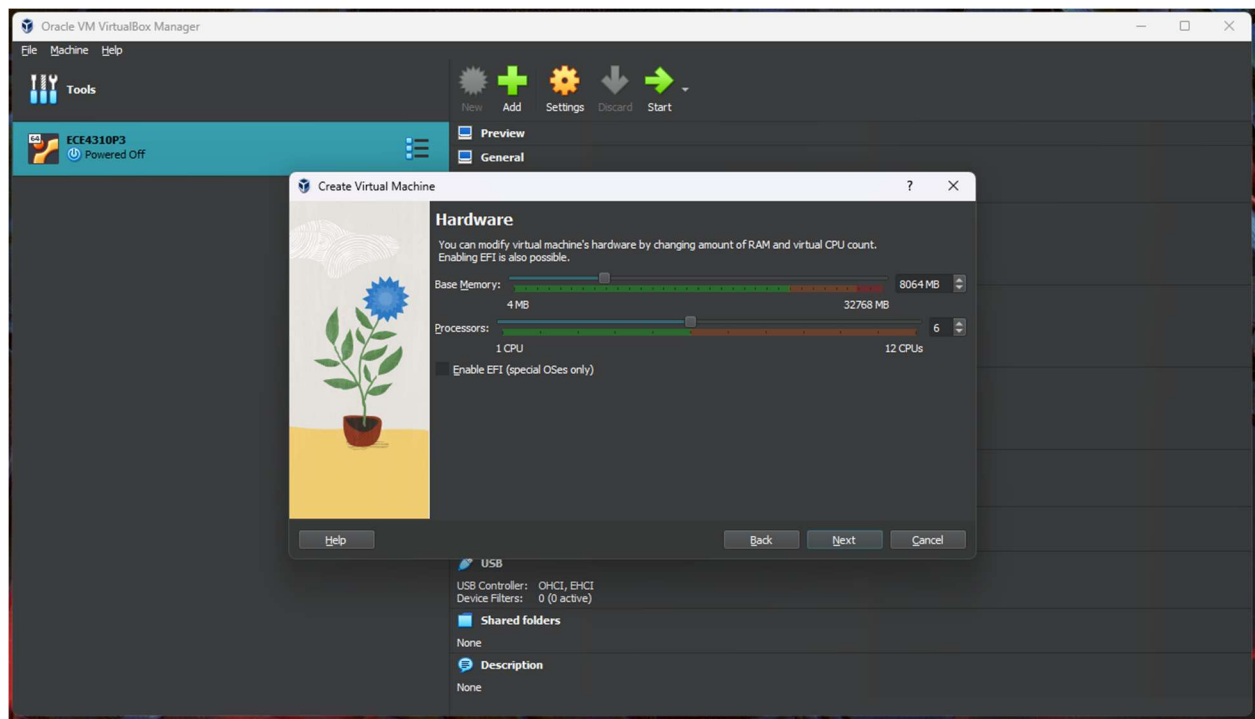 Oracle VM VirtualBox Manager
File Machine Help
Tools
New Add Settings Discard Start
64
ECE4310P3
Powered Off
Preview
General
Create Virtual Machine
?
Hardware
You can modify virtual machine's hardware by changing amount of RAM and virtual CPU count.
Enabling EFI is also possible.
Base Memory: 8064 MB
4 MB 32768 MB
Processors: 6
1 CPU 12 CPUs
Enable EFI (special OSes only)
Help Back Next Cancel
USB
USB Controller: OHCI, EHCI
Device Filters: 0 (0 active)
Shared folders
None
Description
None